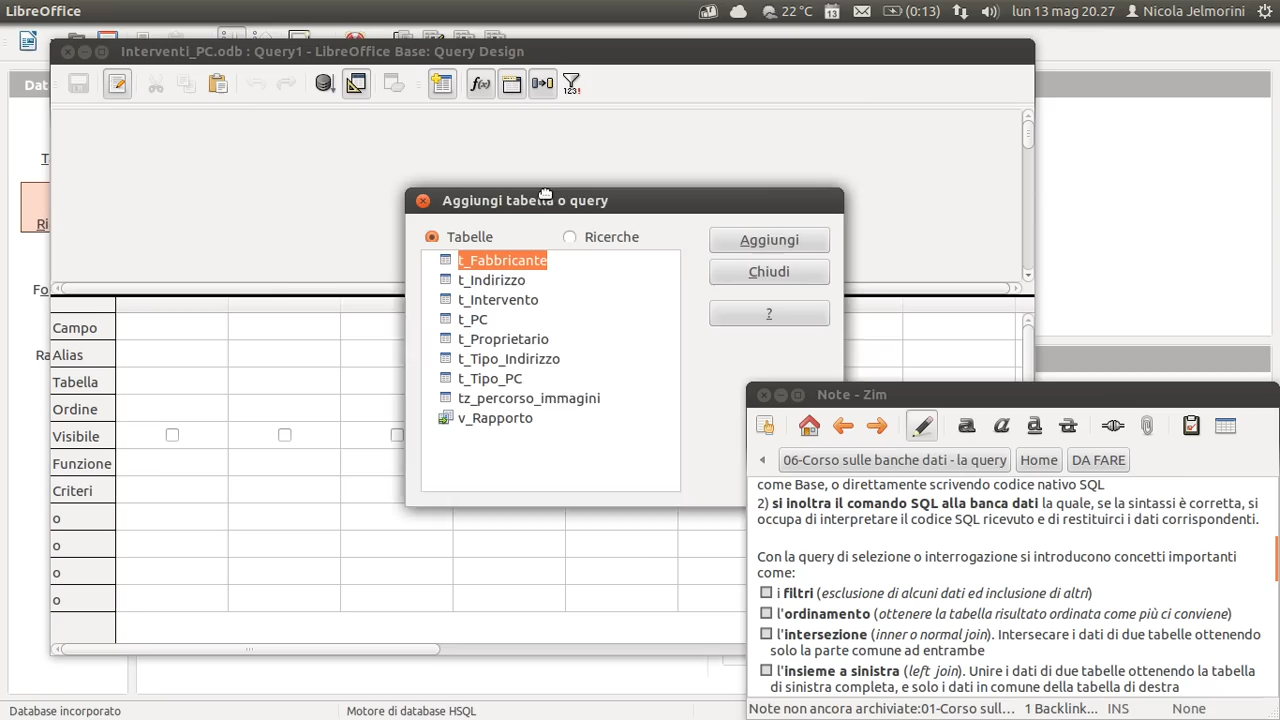 LibreOffice
22 °C
13
(0:13)
lun 13 mag 20.27
Nicola Jelmorini
Interventi_PC.odb : Query1 - LibreOffice Base: Query Design
Dat
f(x)
123!
Ta
Ri
Fo
Ra
Aggiungi tabella o query
Tabelle
Ricerche
t_Fabbricante
t_Indirizzo
t_Intervento
t_PC
t_Proprietario
t_Tipo_Indirizzo
t_Tipo_PC
tz_percorso_immagini
v_Rapporto
Aggiungi
Chiudi
?
Campo
Alias
Tabella
Ordine
Visibile
Funzione
Criteri
o
o
o
o
Note - Zim
a a a a
06-Corso sulle banche dati - la query
Home
DA FARE
come Base, o direttamente scrivendo codice nativo SQL
2) si inoltra il comando SQL alla banca dati la quale, se la sintassi è corretta, si
occupa di interpretare il codice SQL ricevuto e di restituirci i dati corrispondenti.
Con la query di selezione o interrogazione si introducono concetti importanti
come:
i filtri (esclusione di alcuni dati ed inclusione di altri)
l'ordinamento (ottenere la tabella risultato ordinata come più ci conviene)
l'intersezione (inner o normal join). Intersecare i dati di due tabelle ottenendo
solo la parte comune ad entrambe
l'insieme a sinistra (left join). Unire i dati di due tabelle ottenendo la tabella
di sinistra completa, e solo i dati in comune della tabella di destra
Note non ancora archiviate:01-Corso sull...
1 Backlink...
INS
None
Database incorporato
Motore di database HSQL